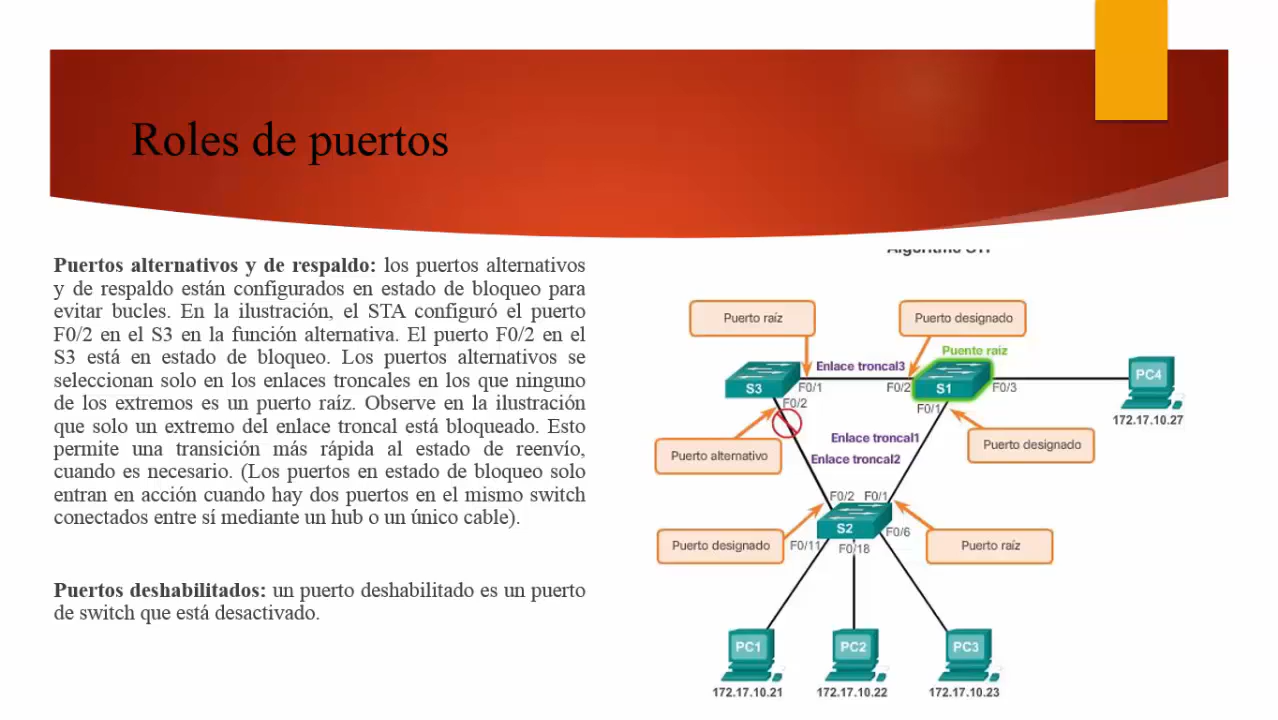 Roles de puertos
Puertos alternativos y de respaldo: los puertos alternativos
y de respaldo están configurados en estado de bloqueo para
evitar bucles. En la ilustración, el STA configuró el puerto
F0/2 en el S3 en la función alternativa. El puerto F0/2 en el
S3 está en estado de bloqueo. Los puertos alternativos se
seleccionan solo en los enlaces troncales en los que ninguno
de los extremos es un puerto raíz. Observe en la ilustración
que solo un extremo del enlace troncal está bloqueado. Esto
permite una transición más rápida al estado de reenvío,
cuando es necesario. (Los puertos en estado de bloqueo solo
entran en acción cuando hay dos puertos en el mismo switch
conectados entre sí mediante un hub o un único cable).
Puertos deshabilitados: un puerto deshabilitado es un puerto
de switch que está desactivado.
Puerto raíz
Puerto designado
Puente raíz
Enlace troncal3
S3
F0/1
F0/2
S1
F0/3
PC4
F0/2
F0/1
172.17.10.27
Enlace troncal1
Puerto designado
Puerto alternativo
Enlace troncal2
F0/2
F0/1
S2
F0/6
Puerto designado
F0/11
F0/18
Puerto raíz
PC1
PC2
PC3
172.17.10.21
172.17.10.22
172.17.10.23